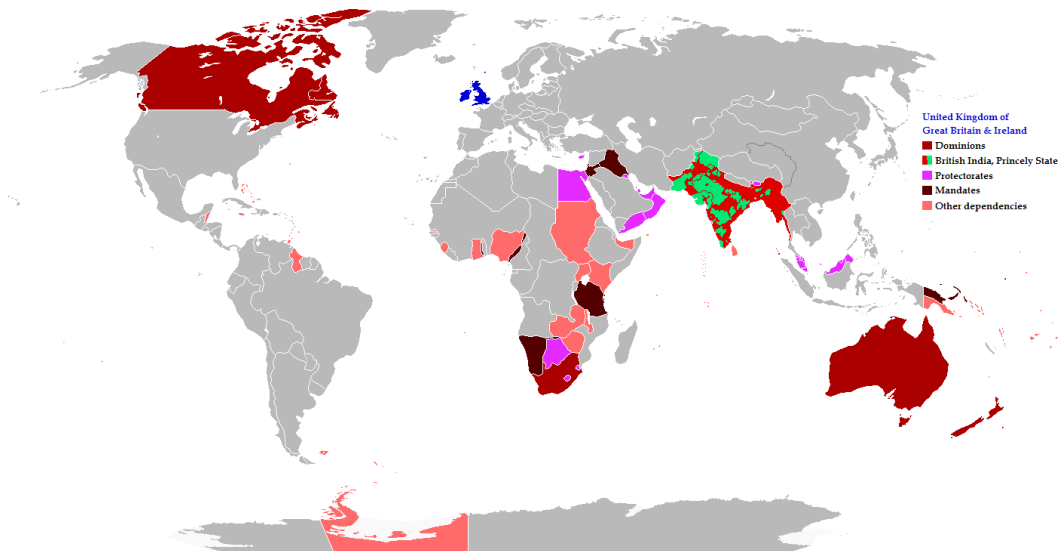 United Kingdom of
Great Britain & Ireland
Dominions
British India, Princely State
Protectorates
Mandates
Other dependencies